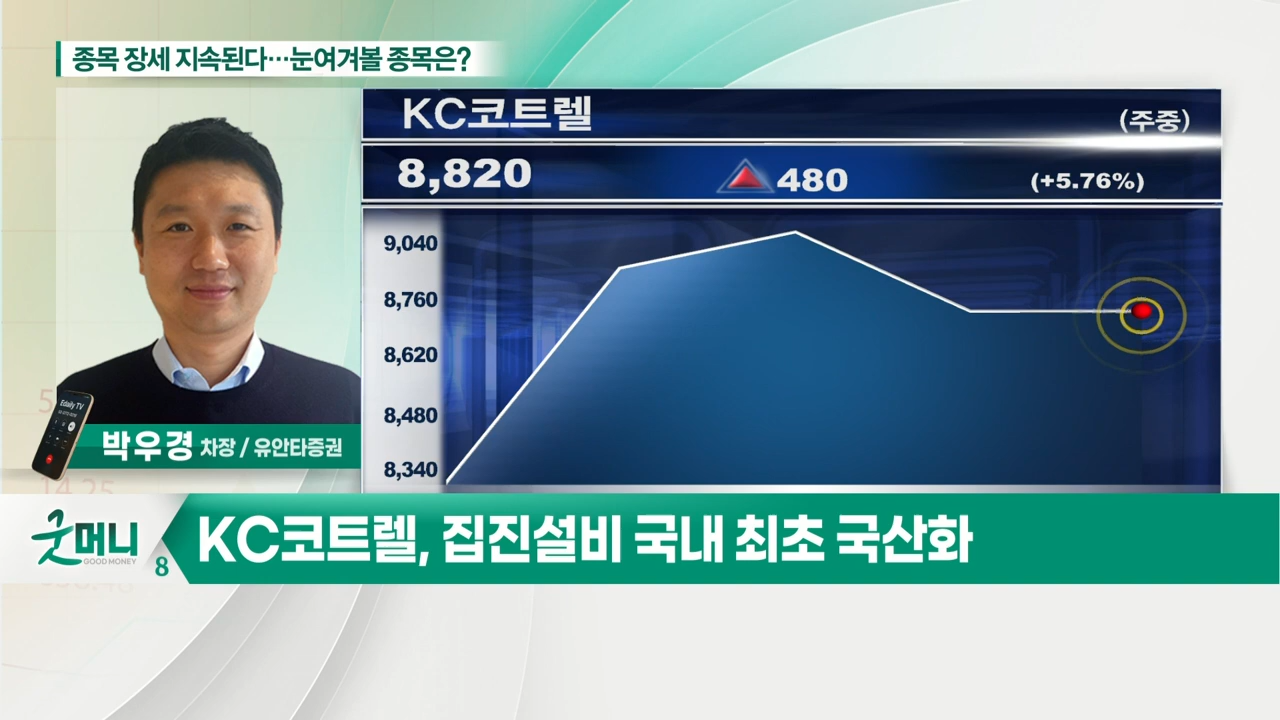 종목 장세 지속된다…눈여겨볼 종목은?
KC코트렐
(주중)
8,820
480
(+5.76%)
9,040
8,760
8,620
8,480
8,340
Edaily TV
박우경 차장 / 유안타증권
굿머니
GOOD MONEY
8
KC코트렐, 집진설비 국내 최초 국산화